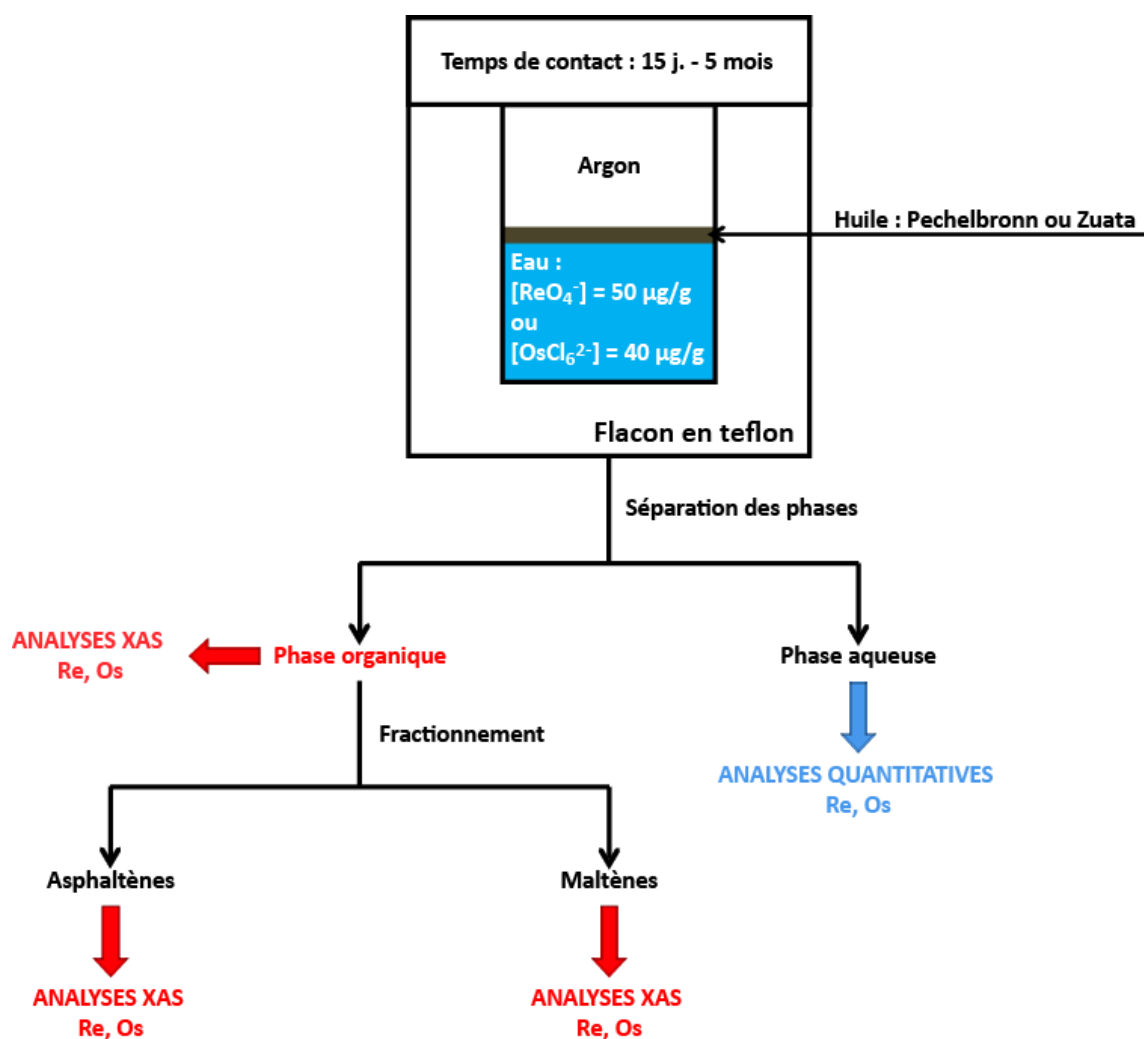 Temps de contact : 15 j. - 5 mois
Argon
Huile : Pechelbronn ou Zuata
Eau :
[ReO₄⁻] = 50 µg/g
ou
[OsCl₆²⁻] = 40 µg/g
Flacon en teflon
Séparation des phases
ANALYSES XAS
Re, Os
Phase organique
Phase aqueuse
Fractionnement
ANALYSES QUANTITATIVES
Re, Os
Asphaltènes
Maltènes
ANALYSES XAS
Re, Os
ANALYSES XAS
Re, Os